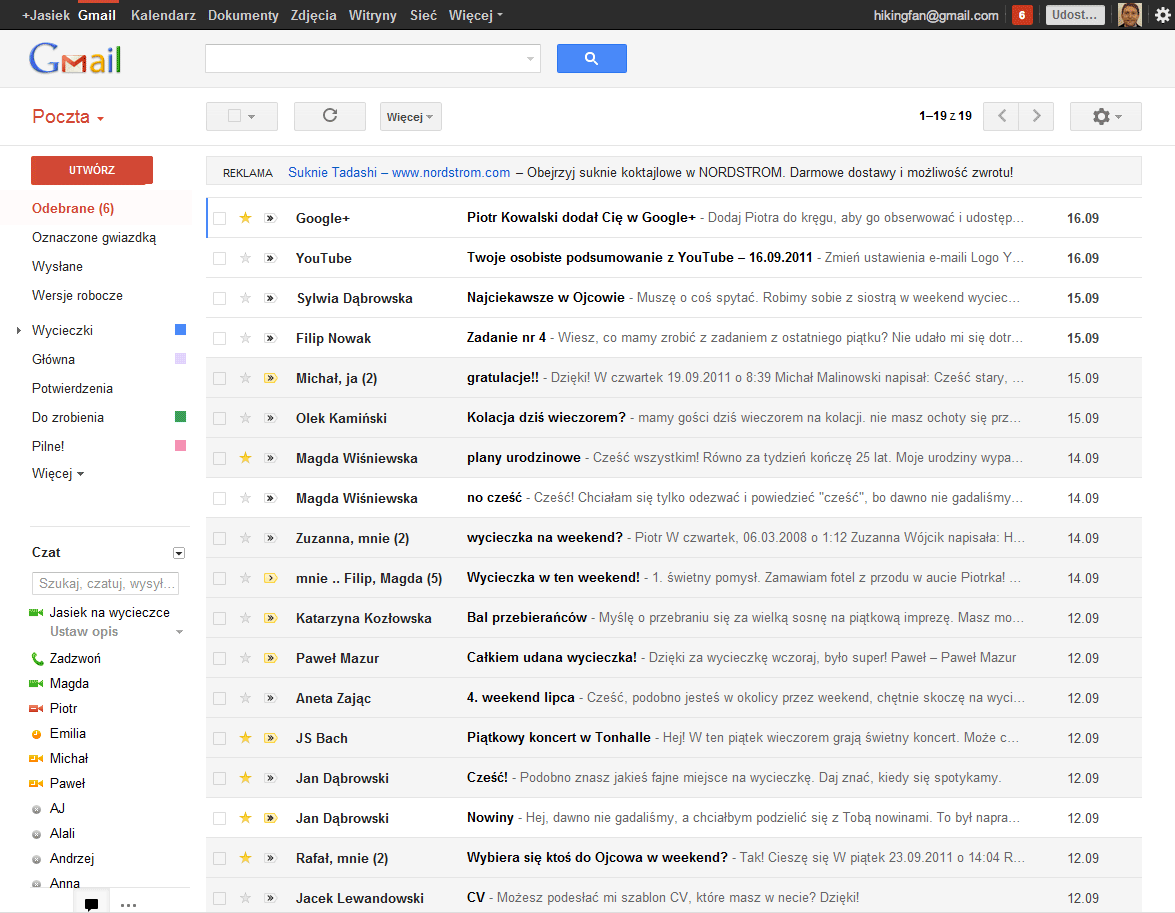 +Jasiek Gmail Kalendarz Dokumenty Zdjęcia Witryny Sieć Więcej hikingfan@gmail.com 6 Udost...
Gmail
Poczta Więcej 1–19 z 19
UTWÓRZ
REKLAMA Suknie Tadashi – www.nordstrom.com – Obejrzyj suknie koktajlowe w NORDSTROM. Darmowe dostawy i możliwość zwrotu!
Odebrane (6)
Oznaczone gwiazdką
Wysłane
Wersje robocze
Wycieczki
Główna
Potwierdzenia
Do zrobienia
Pilne!
Więcej
Czat
Szukaj, czatuj, wysył...
Jasiek na wycieczce
Ustaw opis
Zadzwoń
Magda
Piotr
Emilia
Michał
Paweł
AJ
Alali
Andrzej
Anna
Google+ Piotr Kowalski dodał Cię w Google+ - Dodaj Piotra do kręgu, aby go obserwować i udostęp... 16.09
YouTube Twoje osobiste podsumowanie z YouTube – 16.09.2011 - Zmień ustawienia e-maili Logo Y... 16.09
Sylwia Dąbrowska Najciekawsze w Ojcowie - Muszę o coś spytać. Robimy sobie z siostrą w weekend wyciec... 15.09
Filip Nowak Zadanie nr 4 - Wiesz, co mamy zrobić z zadaniem z ostatniego piątku? Nie udało mi się dotr... 15.09
Michał, ja (2) gratulacje!! - Dzięki! W czwartek 19.09.2011 o 8:39 Michał Malinowski napisał: Cześć stary, ... 15.09
Olek Kamiński Kolacja dziś wieczorem? - mamy gości dziś wieczorem na kolacji. nie masz ochoty się prz... 15.09
Magda Wiśniewska plany urodzinowe - Cześć wszystkim! Równo za tydzień kończę 25 lat. Moje urodziny wypa... 14.09
Magda Wiśniewska no cześć - Cześć! Chciałam się tylko odezwać i powiedzieć "cześć", bo dawno nie gadaliśmy... 14.09
Zuzanna, mnie (2) wycieczka na weekend? - Piotr W czwartek, 06.03.2008 o 1:12 Zuzanna Wójcik napisała: H... 14.09
mnie .. Filip, Magda (5) Wycieczka w ten weekend! - 1. świetny pomysł. Zamawiam fotel z przodu w aucie Piotrka! ... 14.09
Katarzyna Kozłowska Bal przebierańców - Myślę o przebraniu się za wielką sosnę na piątkową imprezę. Masz mo... 12.09
Paweł Mazur Całkiem udana wycieczka! - Dzięki za wycieczkę wczoraj, było super! Paweł – Paweł Mazur 12.09
Aneta Zając 4. weekend lipca - Cześć, podobno jesteś w okolicy przez weekend, chętnie skoczę na wyci... 12.09
JS Bach Piątkowy koncert w Tonhalle - Hej! W ten piątek wieczorem grają świetny koncert. Może c... 12.09
Jan Dąbrowski Cześć! - Podobno znasz jakieś fajne miejsce na wycieczkę. Daj znać, kiedy się spotykamy. 12.09
Jan Dąbrowski Nowiny - Hej, dawno nie gadaliśmy, a chciałbym podzielić się z Tobą nowinami. To był napra... 12.09
Rafał, mnie (2) Wybiera się ktoś do Ojcowa w weekend? - Tak! Cieszę się W piątek 23.09.2011 o 14:04 R... 12.09
Jacek Lewandowski CV - Możesz podesłać mi szablon CV, które masz w necie? Dzięki! 12.09